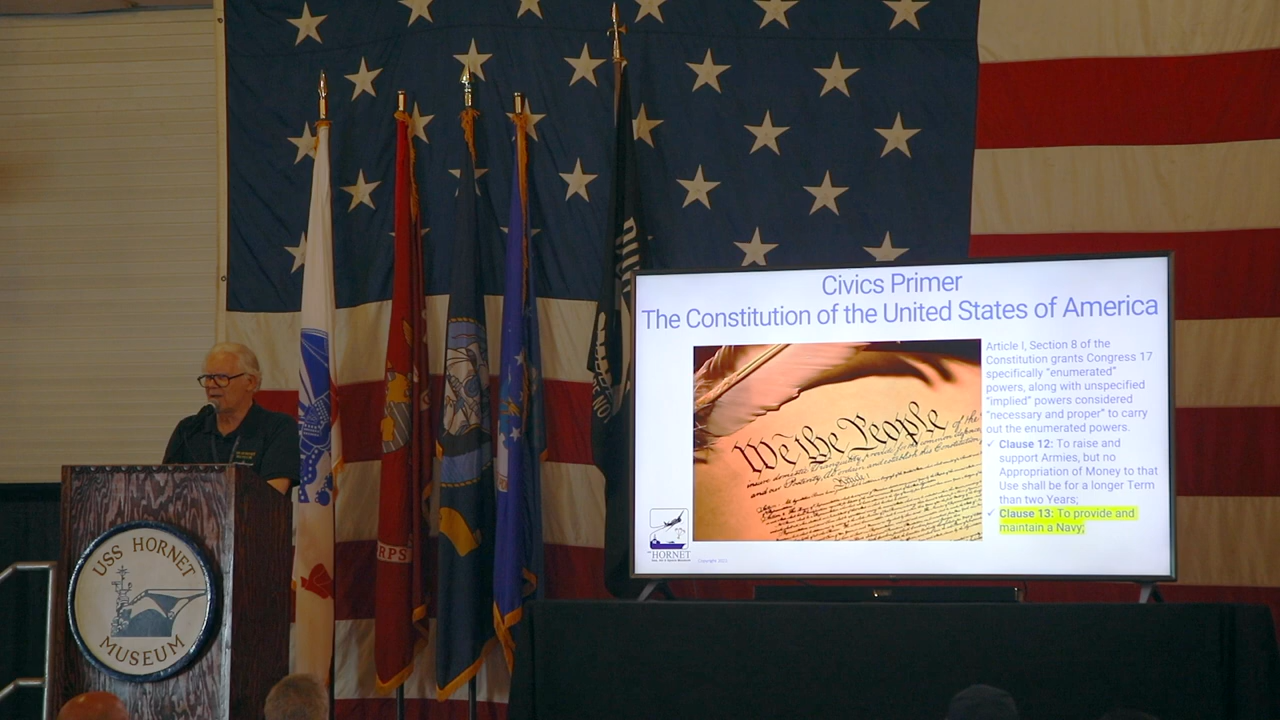 Civics Primer
The Constitution of the United States of America
Article I, Section 8 of the
Constitution grants Congress 17
specifically “enumerated”
powers, along with unspecified
“implied” powers considered
“necessary and proper” to carry
out the enumerated powers.
✓ Clause 12: To raise and
support Armies, but no
Appropriation of Money to that
Use shall be for a longer Term
than two Years;
✓ Clause 13: To provide and
maintain a Navy;
We the People of the
HORNET
USS HORNET
MUSEUM
RPS